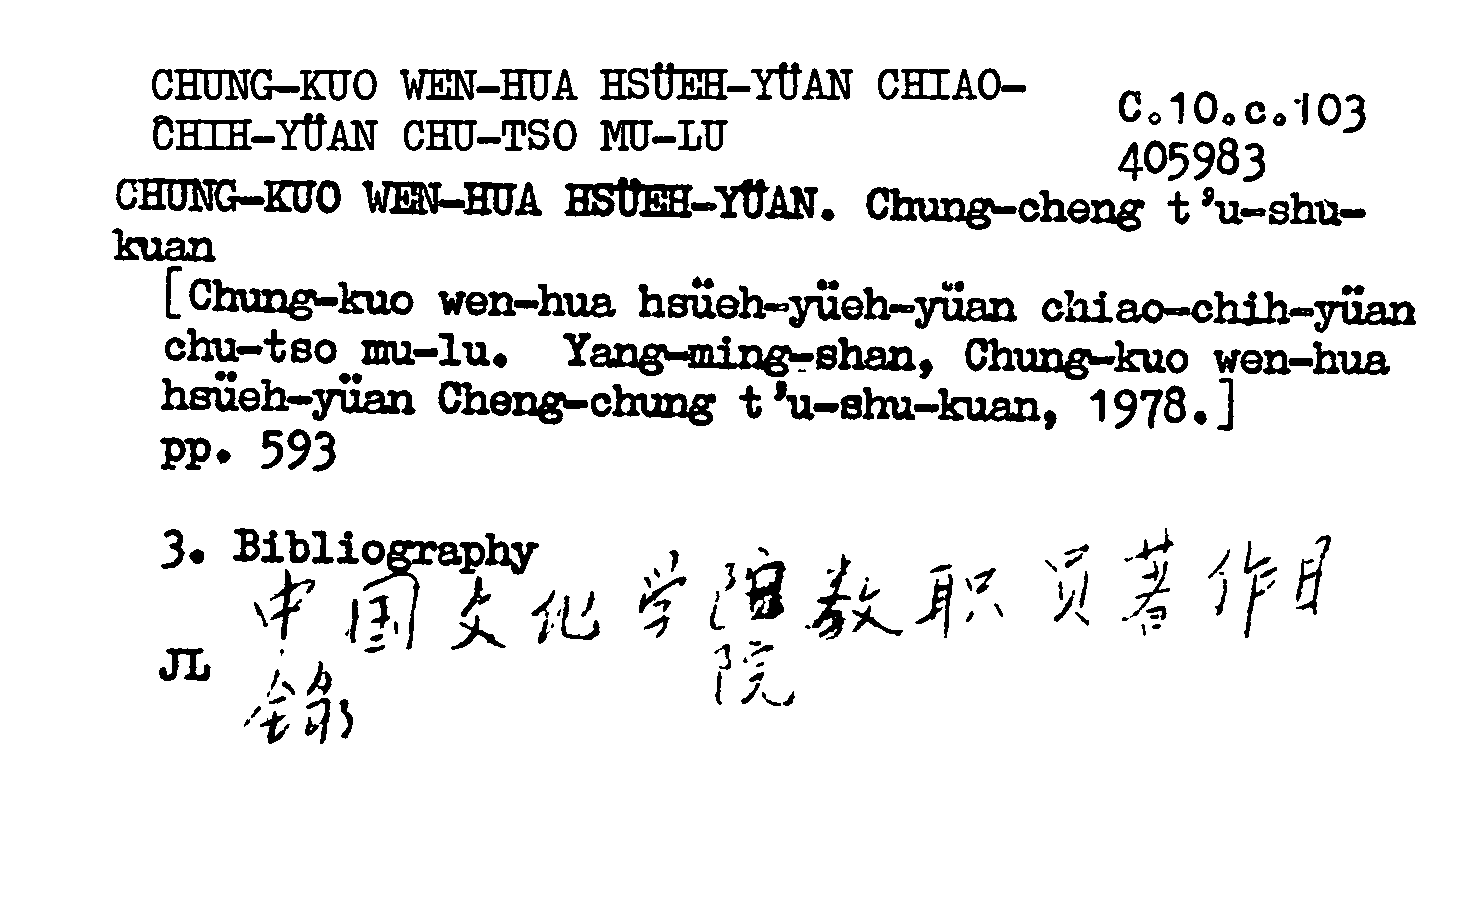 CHUNG-KUO WEN-HUA HSÜEH-YÜAN CHIAO-
CHIH-YÜAN CHU-TSO MU-LU
C.10.c.103
405983
CHUNG-KUO WEN-HUA HSÜEH-YÜAN. Chung-cheng t'u-shu-
kuan
[Chung-kuo wen-hua hsüeh-yüeh-yüan chiao-chih-yüan
chu-tso mu-lu. Yang-ming-shan, Chung-kuo wen-hua
hsüeh-yüan Cheng-chung t'u-shu-kuan, 1978.]
pp. 593
3. Bibliography
中国文化学院教职员著作目
院
JL
錄